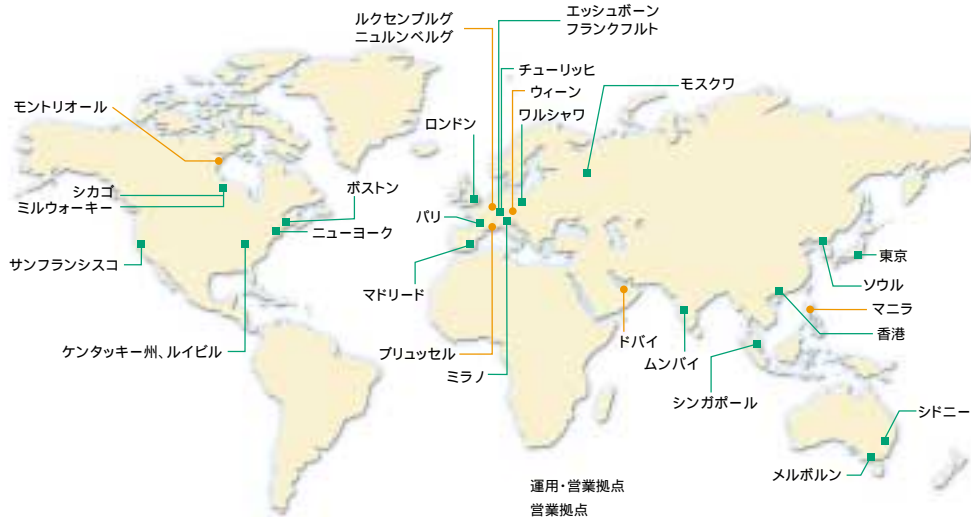 ルクセンブルグ
ニュルンベルグ
エッシュボーン
フランクフルト
チューリッヒ
ウィーン
ワルシャワ
モスクワ
モントリオール
ロンドン
シカゴ
ミルウォーキー
ボストン
ニューヨーク
パリ
サンフランシスコ
マドリード
東京
ソウル
マニラ
香港
ケンタッキー州、ルイビル
ブリュッセル
ミラノ
ドバイ
ムンバイ
シンガポール
シドニー
メルボルン
運用・営業拠点
営業拠点